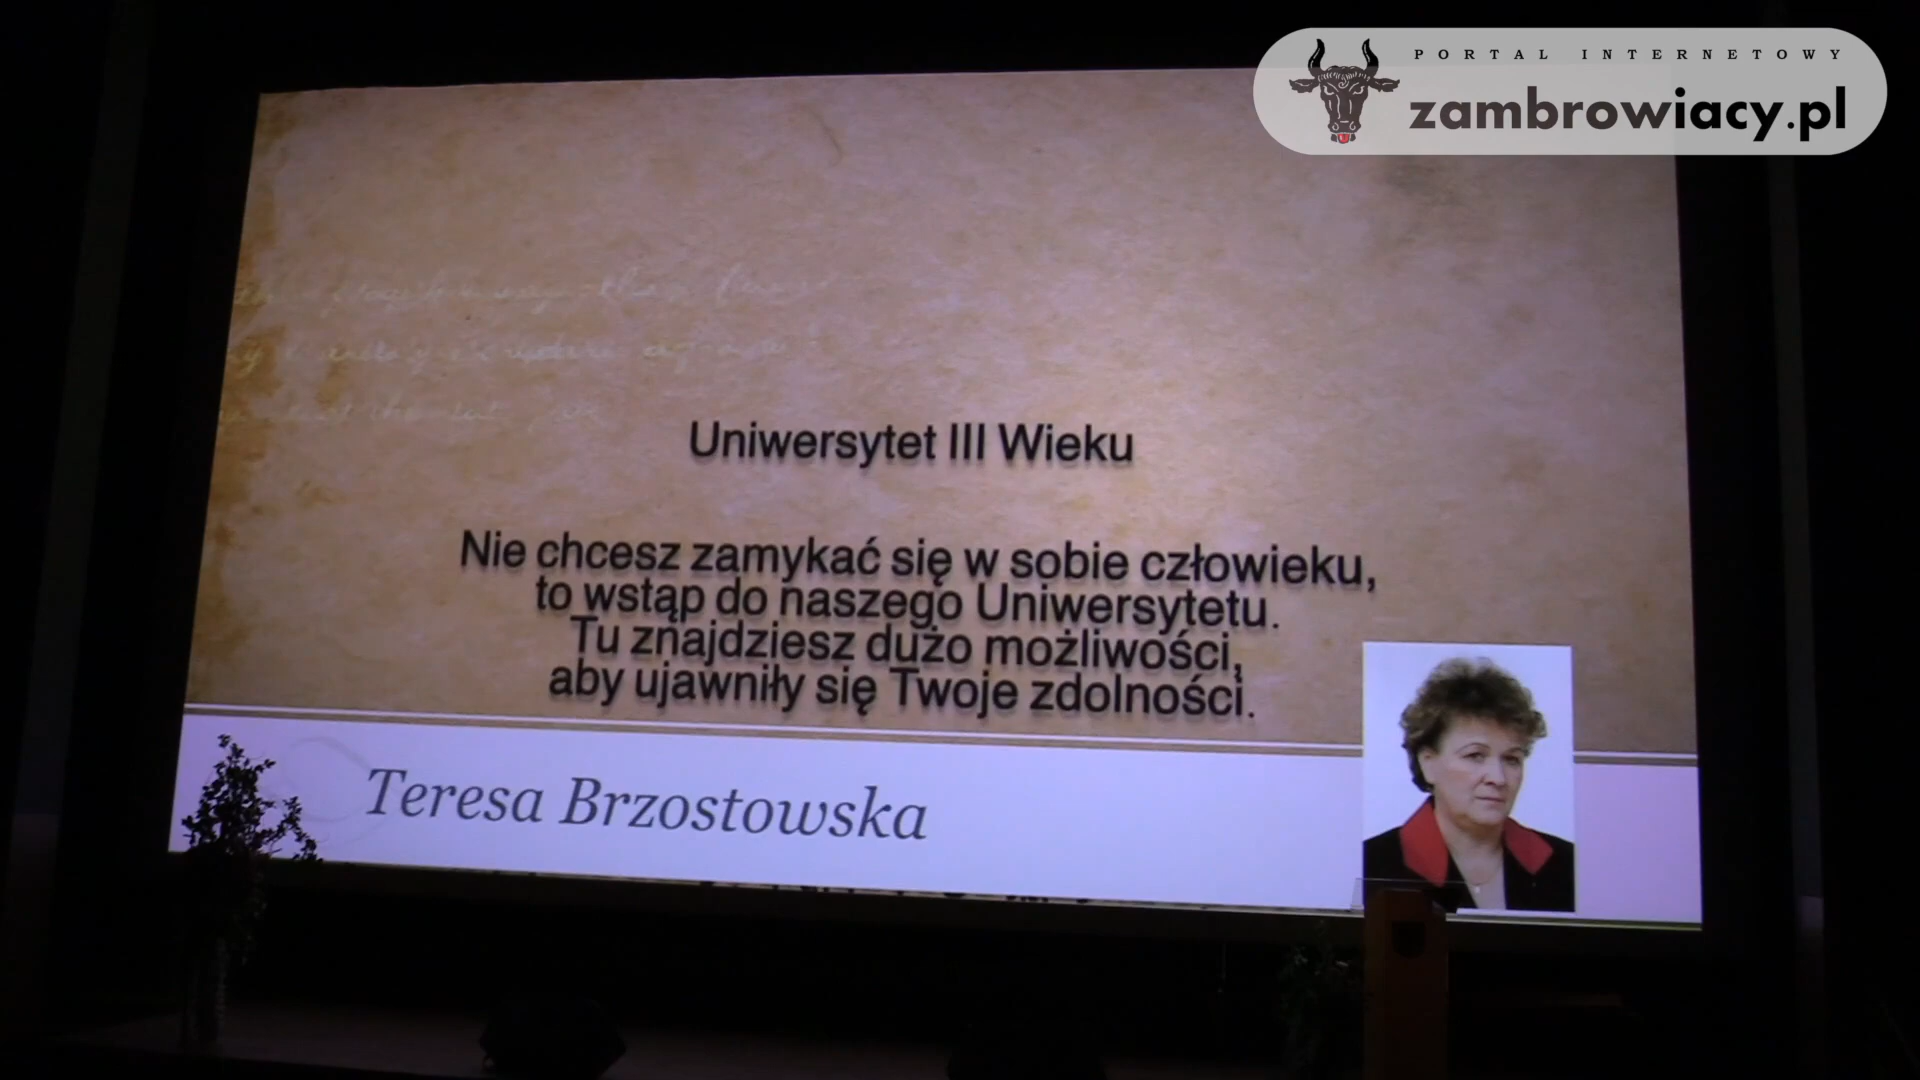 PORTAL INTERNETOWY
zambrowiacy.pl
Uniwersytet III Wieku
Nie chcesz zamykać się w sobie człowieku,
to wstąp do naszego Uniwersytetu.
Tu znajdziesz dużo możliwości,
aby ujawniły się Twoje zdolności.
Teresa Brzostowska